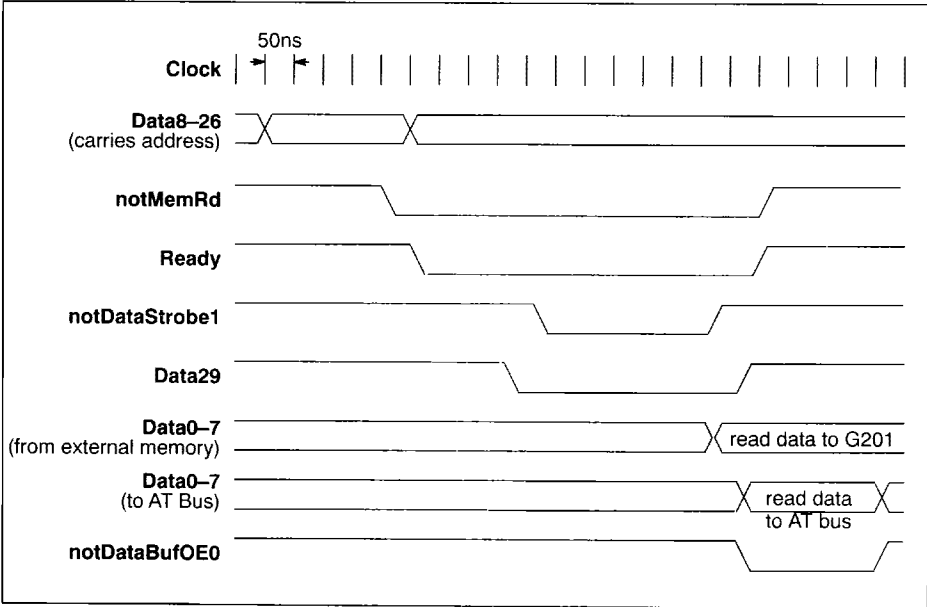 50ns
Clock
Data8–26
(carries address)
notMemRd
Ready
notDataStrobe1
Data29
Data0–7
(from external memory)
read data to G201
Data0–7
(to AT Bus)
read data
to AT bus
notDataBufOE0